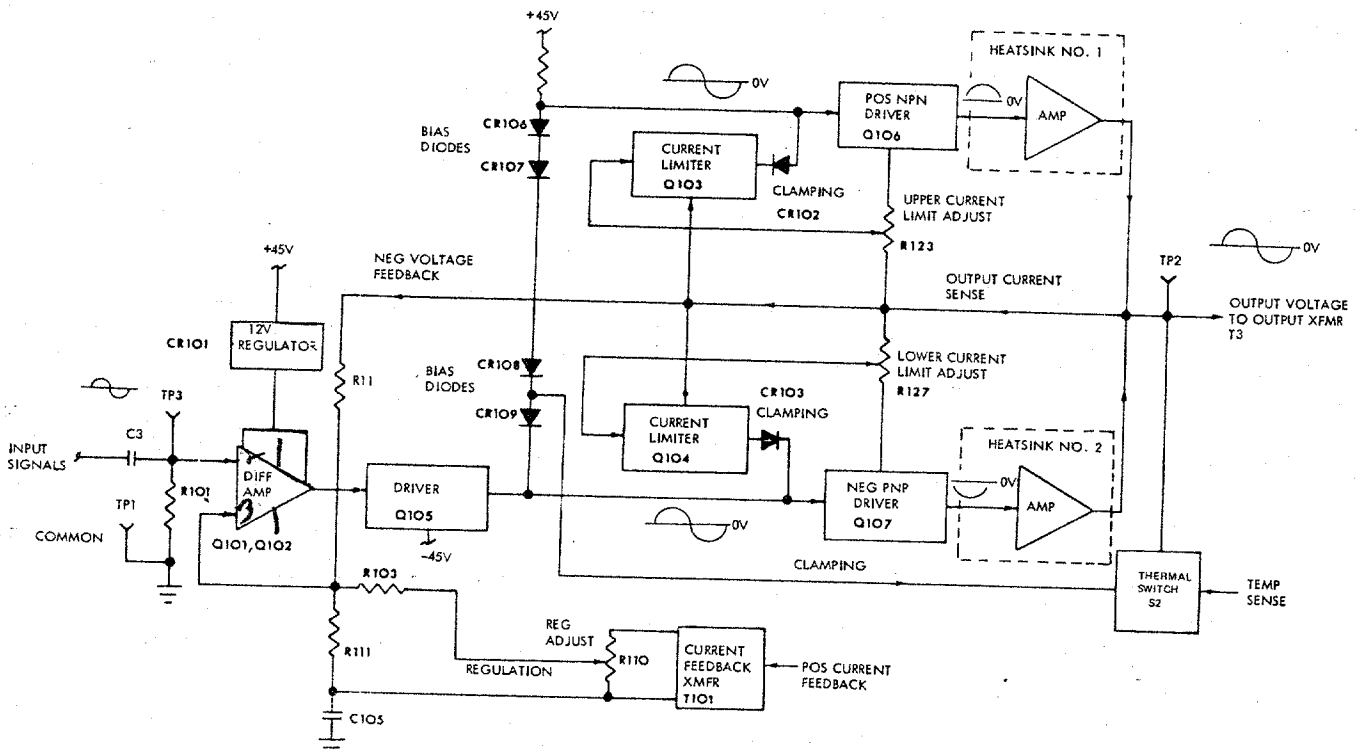 +45V
HEATSINK NO. 1
0V
POS NPN
DRIVER
Q106
0V
AMP
CR106
BIAS
DIODES
CR107
CURRENT
LIMITER
Q103
CLAMPING
CR102
UPPER CURRENT
LIMIT ADJUST
R123
0V
+45V
NEG VOLTAGE
FEEDBACK
OUTPUT CURRENT
SENSE
TP2
OUTPUT VOLTAGE
TO OUTPUT XFMR
T3
CR101
12V
REGULATOR
R11
BIAS
DIODES
CR108
CR109
LOWER CURRENT
LIMIT ADJUST
R127
CR103
CLAMPING
CURRENT
LIMITER
Q104
HEATSINK NO. 2
TP3
C3
INPUT
SIGNALS
R101
DIFF
AMP
1
3
Q101, Q102
TP1
COMMON
DRIVER
Q105
-45V
0V
NEG PNP
DRIVER
Q107
0V
AMP
CLAMPING
THERMAL
SWITCH
S2
TEMP
SENSE
R103
R111
REG
ADJUST
R110
REGULATION
CURRENT
FEEDBACK
XMFR
T101
POS CURRENT
FEEDBACK
C105